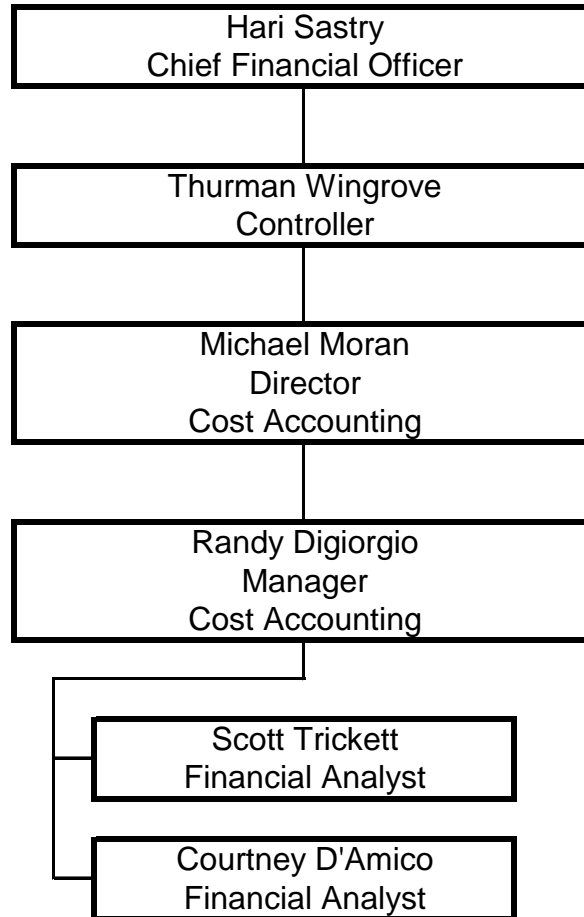 Hari Sastry
Chief Financial Officer
Thurman Wingrove
Controller
Michael Moran
Director
Cost Accounting
Randy Digiorgio
Manager
Cost Accounting
Scott Trickett
Financial Analyst
Courtney D'Amico
Financial Analyst